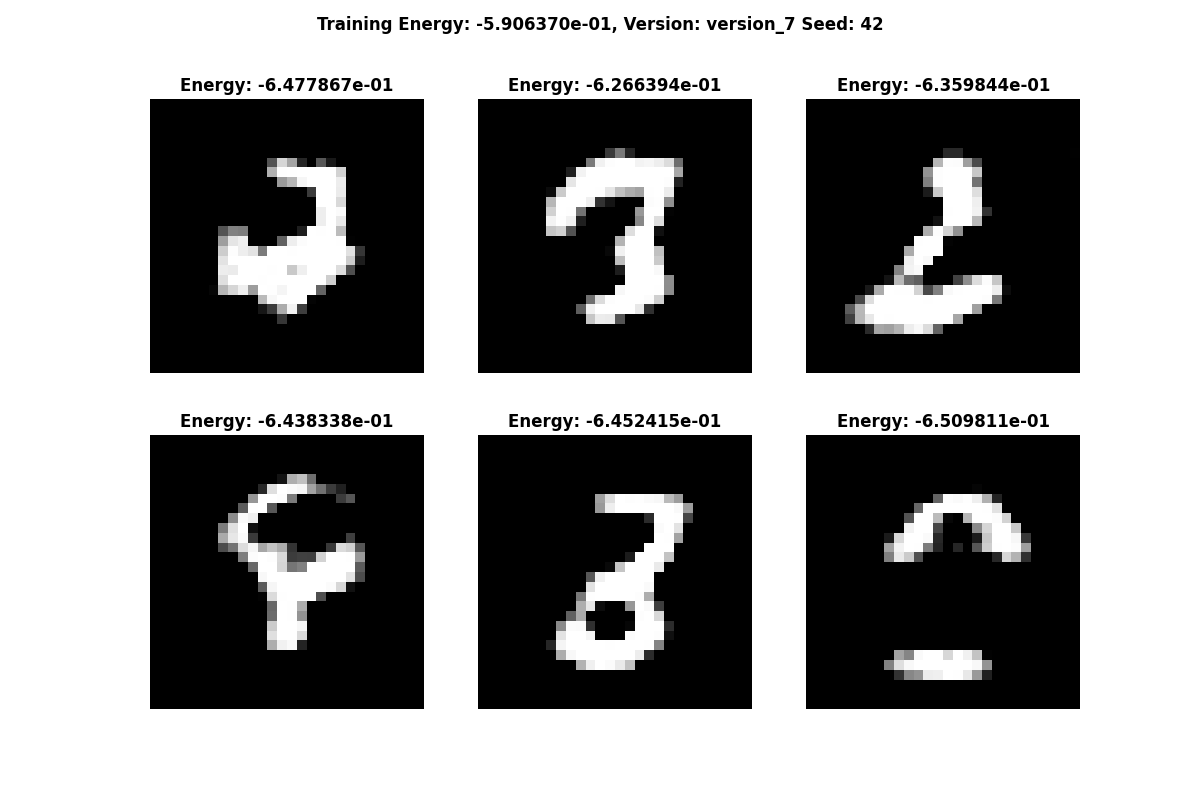 Training Energy: -5.906370e-01, Version: version_7 Seed: 42
Energy: -6.477867e-01
Energy: -6.266394e-01
Energy: -6.359844e-01
Energy: -6.438338e-01
Energy: -6.452415e-01
Energy: -6.509811e-01